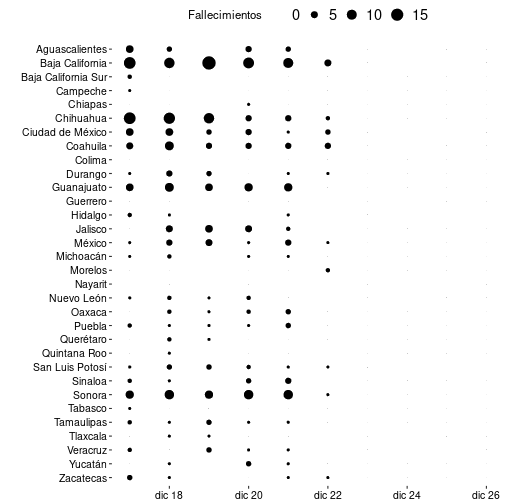 Fallecimientos 0 5 10 15
Aguascalientes
Baja California
Baja California Sur
Campeche
Chiapas
Chihuahua
Ciudad de México
Coahuila
Colima
Durango
Guanajuato
Guerrero
Hidalgo
Jalisco
México
Michoacán
Morelos
Nayarit
Nuevo León
Oaxaca
Puebla
Querétaro
Quintana Roo
San Luis Potosí
Sinaloa
Sonora
Tabasco
Tamaulipas
Tlaxcala
Veracruz
Yucatán
Zacatecas
dic 18 dic 20 dic 22 dic 24 dic 26